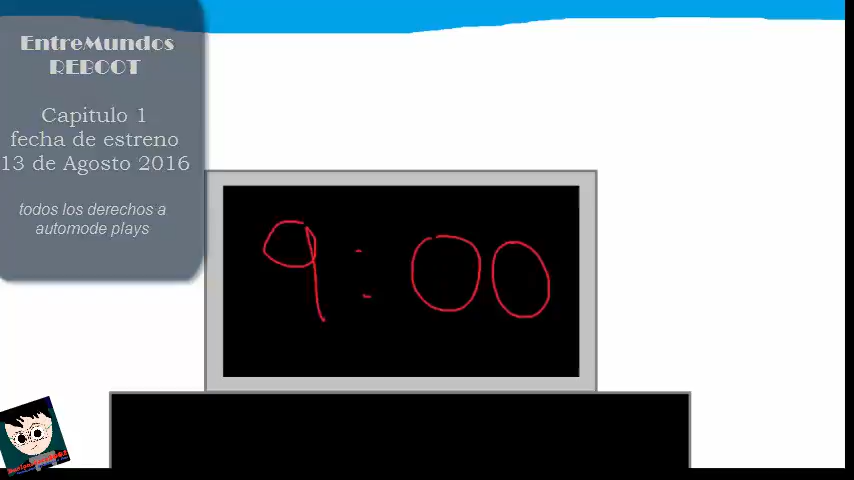 EntreMundos
REBOOT
Capitulo 1
fecha de estreno
13 de Agosto 2016
todos los derechos a
automode plays
9:00